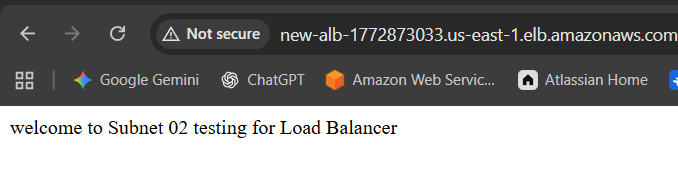 Not secure new-alb-1772873033.us-east-1.elb.amazonaws.com
Google Gemini ChatGPT Amazon Web Servic... Atlassian Home
welcome to Subnet 02 testing for Load Balancer